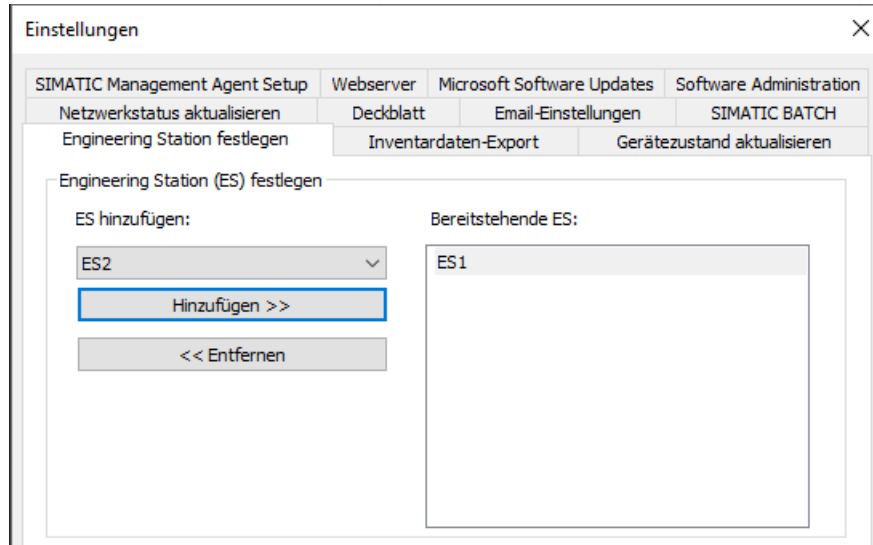 Einstellungen
SIMATIC Management Agent Setup Webserver Microsoft Software Updates Software Administration
Netzwerkstatus aktualisieren Deckblatt Email-Einstellungen SIMATIC BATCH
Engineering Station festlegen Inventardaten-Export Gerätezustand aktualisieren
Engineering Station (ES) festlegen
ES hinzufügen: Bereitstehende ES:
ES2 ES1
Hinzufügen >>
<< Entfernen